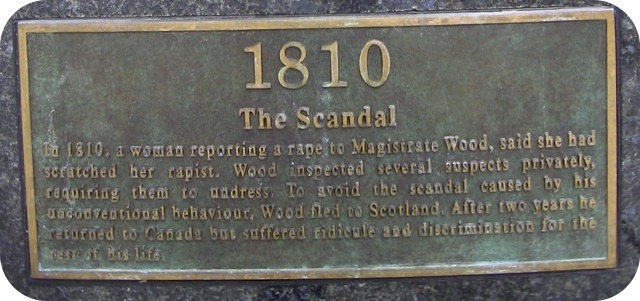 1810
The Scandal
In 1810, a woman reporting a rape to Magistrate Wood, said she had
scratched her rapist. Wood inspected several suspects privately,
requiring them to undress. To avoid the scandal caused by his
unconventional behaviour, Wood fled to Scotland. After two years he
returned to Canada but suffered ridicule and discrimination for the
rest of his life.